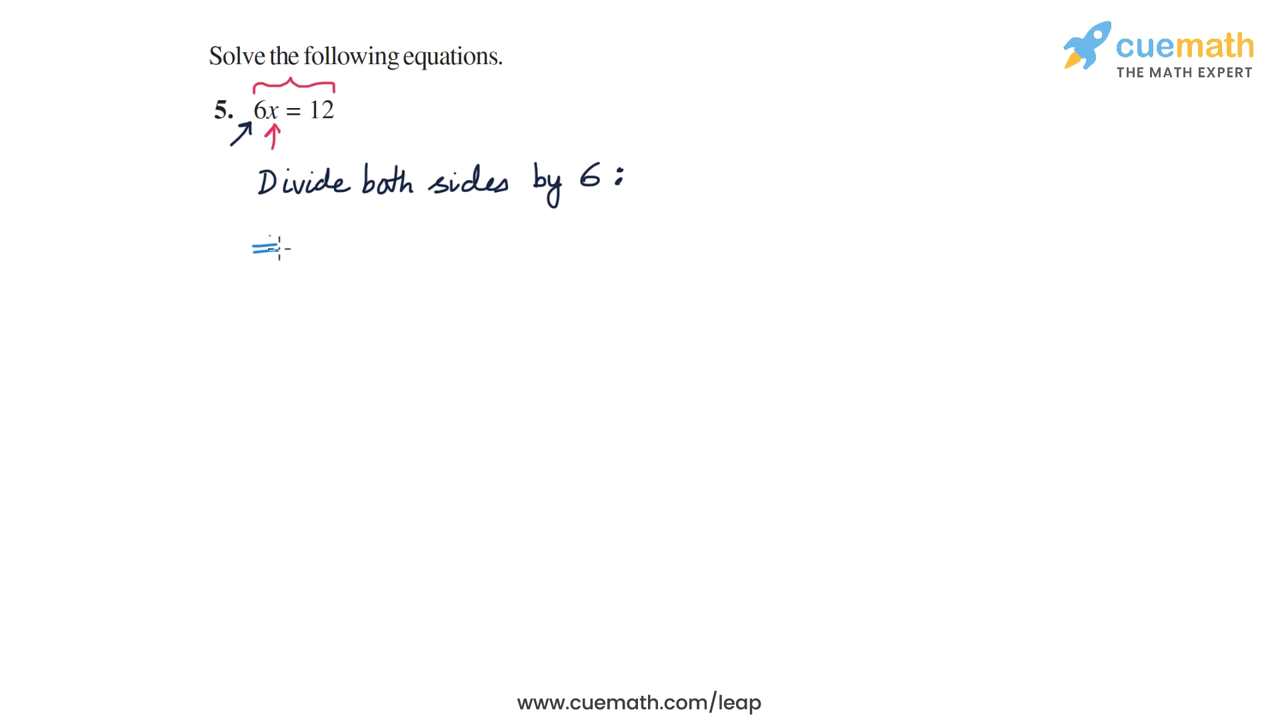 cuemath
THE MATH EXPERT
Solve the following equations.
5. 6x = 12
Divide both sides by 6 :
=
www.cuemath.com/leap